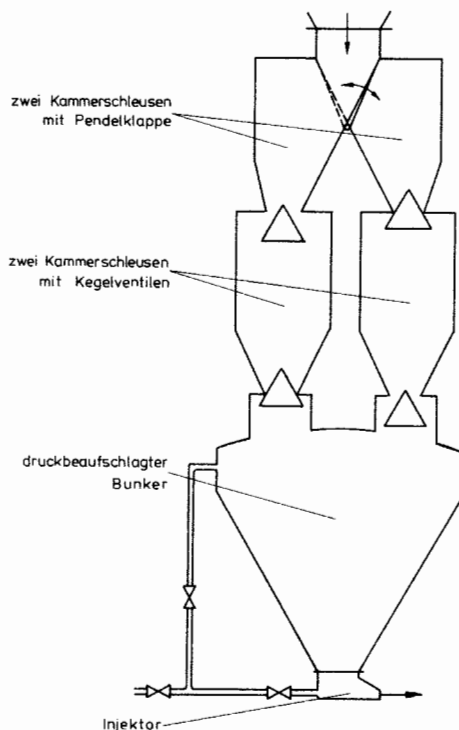 zwei Kammerschleusen
mit Pendelklappe
zwei Kammerschleusen
mit Kegelventilen
druckbeaufschlagter
Bunker
Injektor